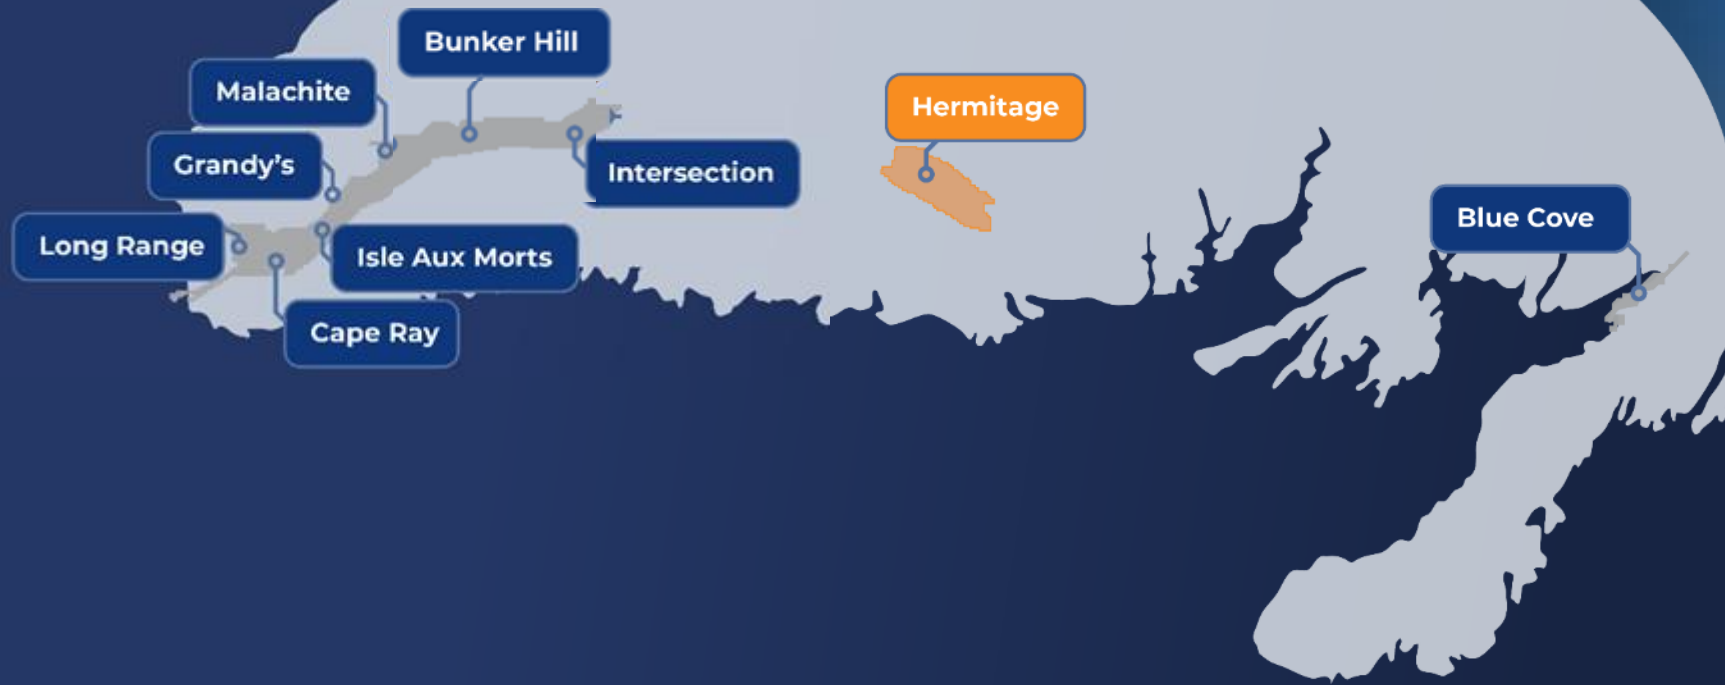 Bunker Hill
Malachite
Hermitage
Grandy's
Intersection
Blue Cove
Long Range
Isle Aux Morts
Cape Ray